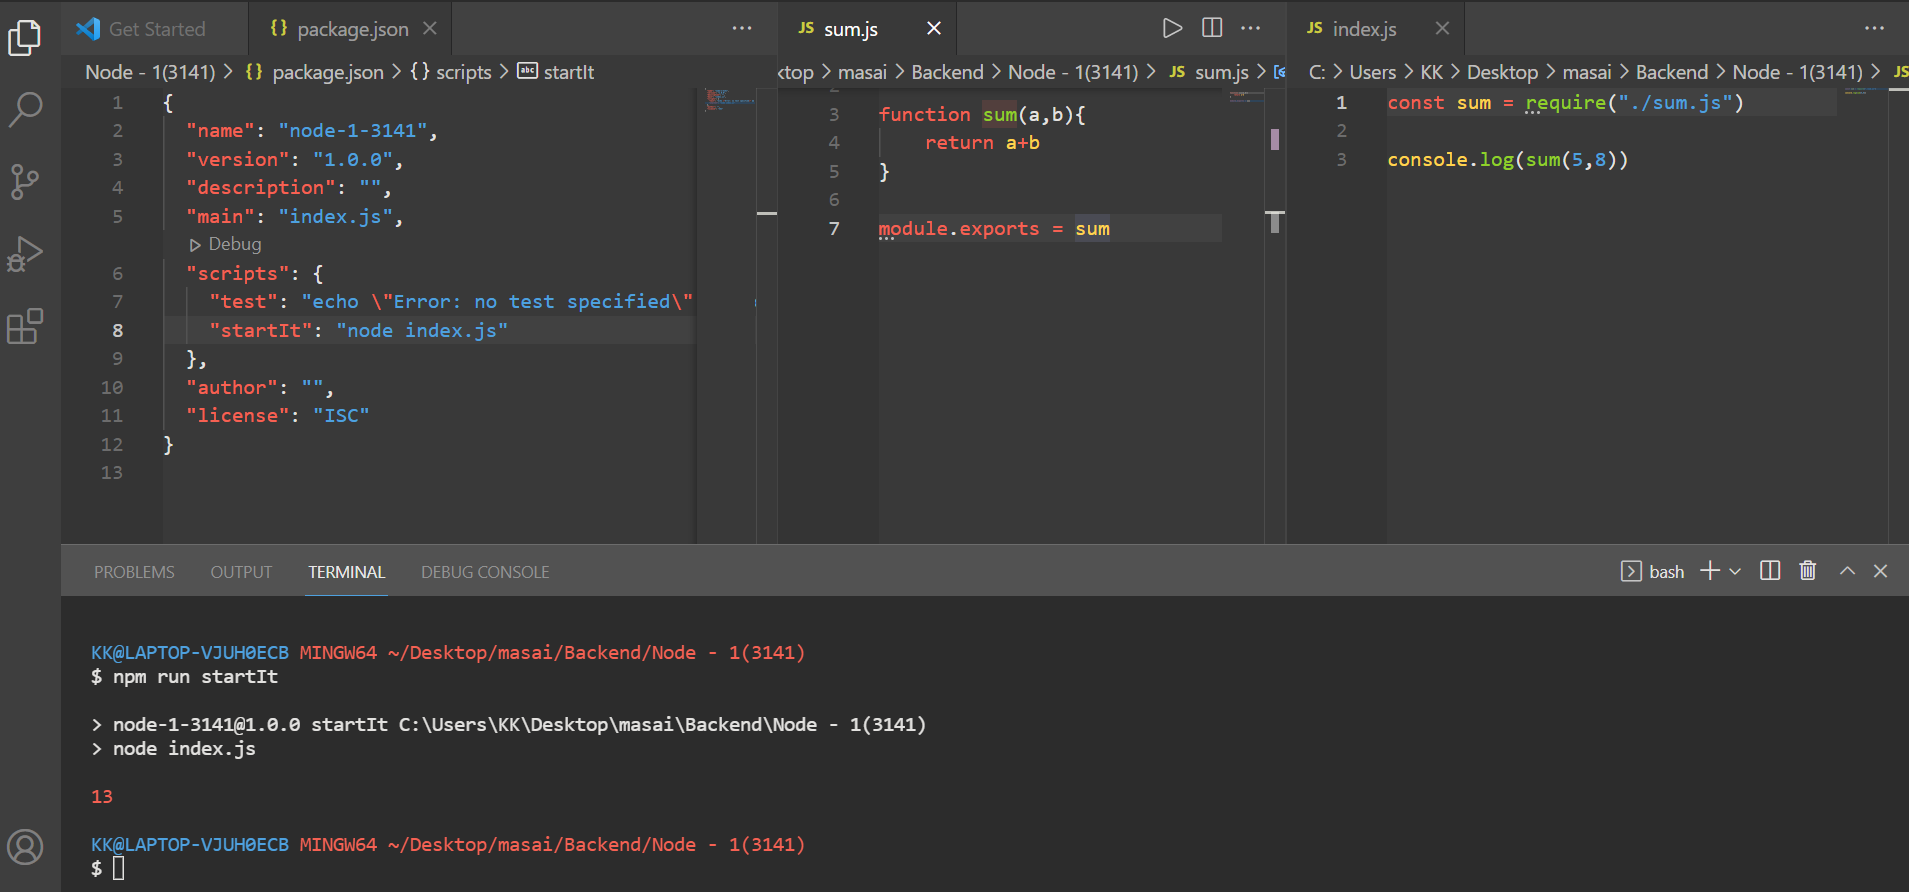 Get Started
{} package.json
···
JS sum.js
···
JS index.js
···
Node - 1(3141) > {} package.json > {} scripts > abc startIt
ktop > masai > Backend > Node - 1(3141) > JS sum.js >
C: > Users > KK > Desktop > masai > Backend > Node - 1(3141) > JS
1 {
2 "name": "node-1-3141",
3 "version": "1.0.0",
4 "description": "",
5 "main": "index.js",
Debug
6 "scripts": {
7 "test": "echo \"Error: no test specified\"
8 "startIt": "node index.js"
9 },
10 "author": "",
11 "license": "ISC"
12 }
13
3 function sum(a,b){
4 return a+b
5 }
6
7 module.exports = sum
1 const sum = require("./sum.js")
2
3 console.log(sum(5,8))
PROBLEMS OUTPUT TERMINAL DEBUG CONSOLE
bash
KK@LAPTOP-VJUH0ECB MINGW64 ~/Desktop/masai/Backend/Node - 1(3141)
$ npm run startIt
> node-1-3141@1.0.0 startIt C:\Users\KK\Desktop\masai\Backend\Node - 1(3141)
> node index.js
13
KK@LAPTOP-VJUH0ECB MINGW64 ~/Desktop/masai/Backend/Node - 1(3141)
$